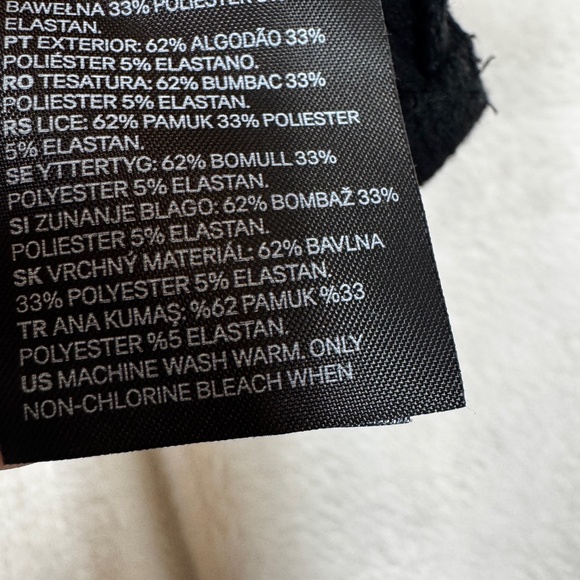 BAWEŁNA 33% POLIESTER
ELASTAN.
PT EXTERIOR: 62% ALGODÃO 33%
POLIÉSTER 5% ELASTANO.
RO TESATURA: 62% BUMBAC 33%
POLIESTER 5% ELASTAN.
RS LICE: 62% PAMUK 33% POLIESTER
5% ELASTAN.
SE YTTERTYG: 62% BOMULL 33%
POLYESTER 5% ELASTAN.
SI ZUNANJE BLAGO: 62% BOMBAŽ 33%
POLIESTER 5% ELASTAN.
SK VRCHNÝ MATERIÁL: 62% BAVLNA
33% POLYESTER 5% ELASTAN.
TR ANA KUMAŞ: %62 PAMUK %33
POLYESTER %5 ELASTAN.
US MACHINE WASH WARM. ONLY
NON-CHLORINE BLEACH WHEN